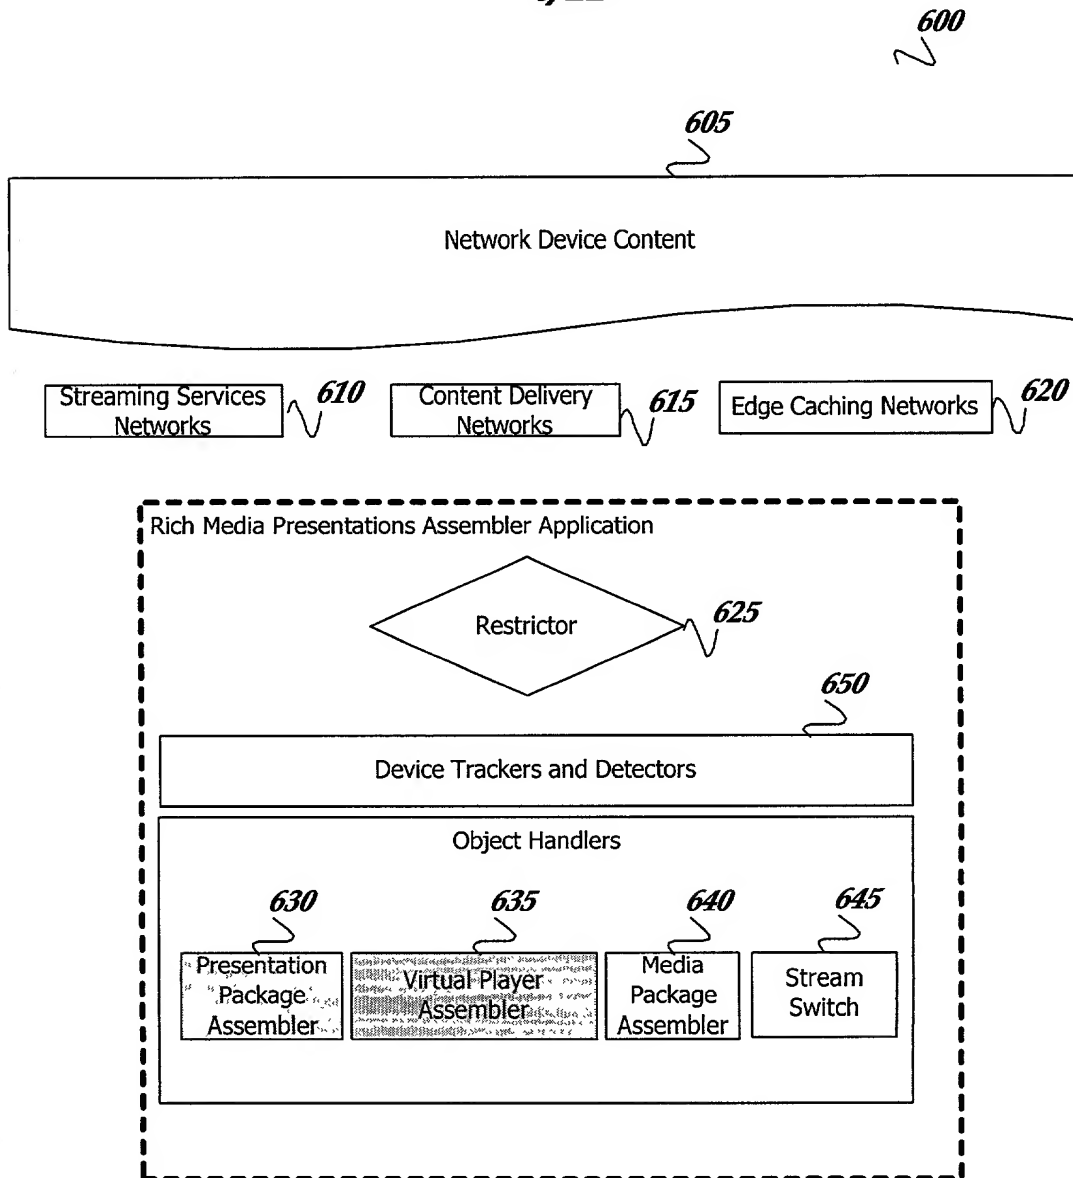 600
605
Network Device Content
Streaming Services
Networks
610
Content Delivery
Networks
615
Edge Caching Networks
620
Rich Media Presentations Assembler Application
Restrictor
625
650
Device Trackers and Detectors
Object Handlers
630
635
640
645
Presentation
Package
Assembler
Virtual Player
Assembler
Media
Package
Assembler
Stream
Switch